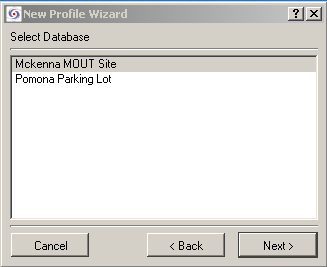 New Profile Wizard
Select Database
Mckenna MOUT Site
Pomona Parking Lot
Cancel
< Back
Next >